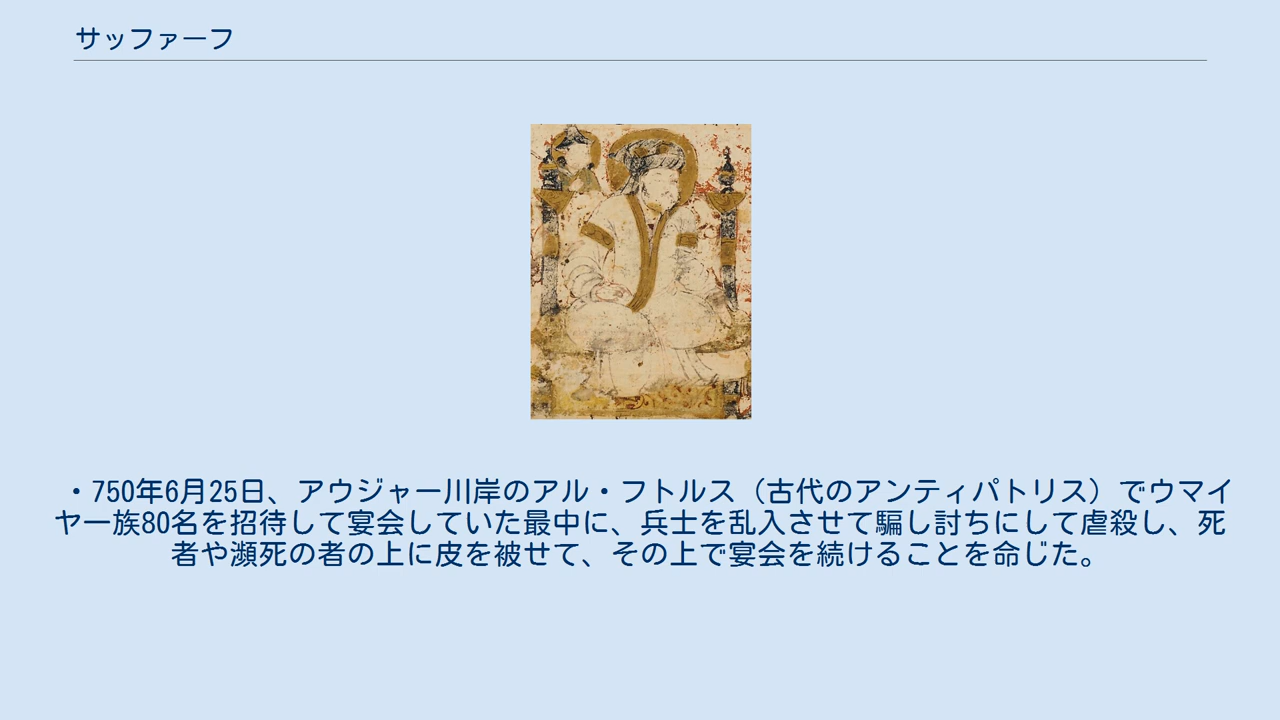 サッファーフ
・750年6月25日、アウジャー川岸のアル・フトルス（古代のアンティパトリス）でウマイ
ヤ一族80名を招待して宴会していた最中に、兵士を乱入させて騙し討ちにして虐殺し、死
者や瀕死の者の上に皮を被せて、その上で宴会を続けることを命じた。